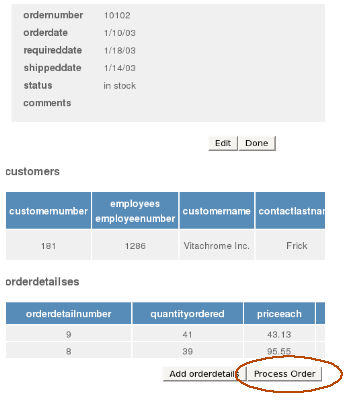 ordernumber 10102
orderdate 1/10/03
requireddate 1/18/03
shippeddate 1/14/03
status in stock
comments
Edit Done
customers
customernumber employees employeenumber customername contactlastnar
181 1286 Vitachrome Inc. Frick
orderdetailses
orderdetailnumber quantityordered priceeach
9 41 43.13
8 39 95.55
Add orderdetails Process Order